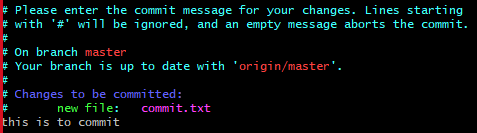 # Please enter the commit message for your changes. Lines starting
# with '#' will be ignored, and an empty message aborts the commit.
#
# On branch master
# Your branch is up to date with 'origin/master'.
#
# Changes to be committed:
#       new file:   commit.txt
this is to commit